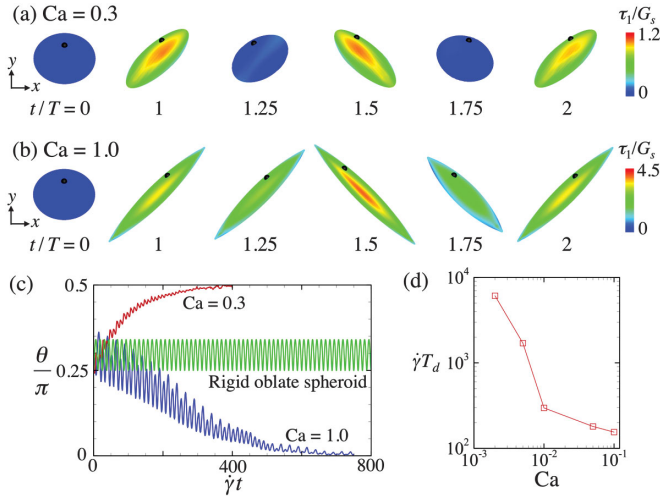 (a) Ca = 0.3
τ₁/Gₛ
1.2
0
y
x
t/T = 0 1 1.25 1.5 1.75 2
(b) Ca = 1.0
τ₁/Gₛ
4.5
0
y
x
t/T = 0 1 1.25 1.5 1.75 2
(c)
0.5
Ca = 0.3
θ/π
0.25
Rigid oblate spheroid
Ca = 1.0
0
0 400 800
γ̇t
(d)
10⁴
γ̇T_d
10³
10²
10⁻³ 10⁻² 10⁻¹
Ca